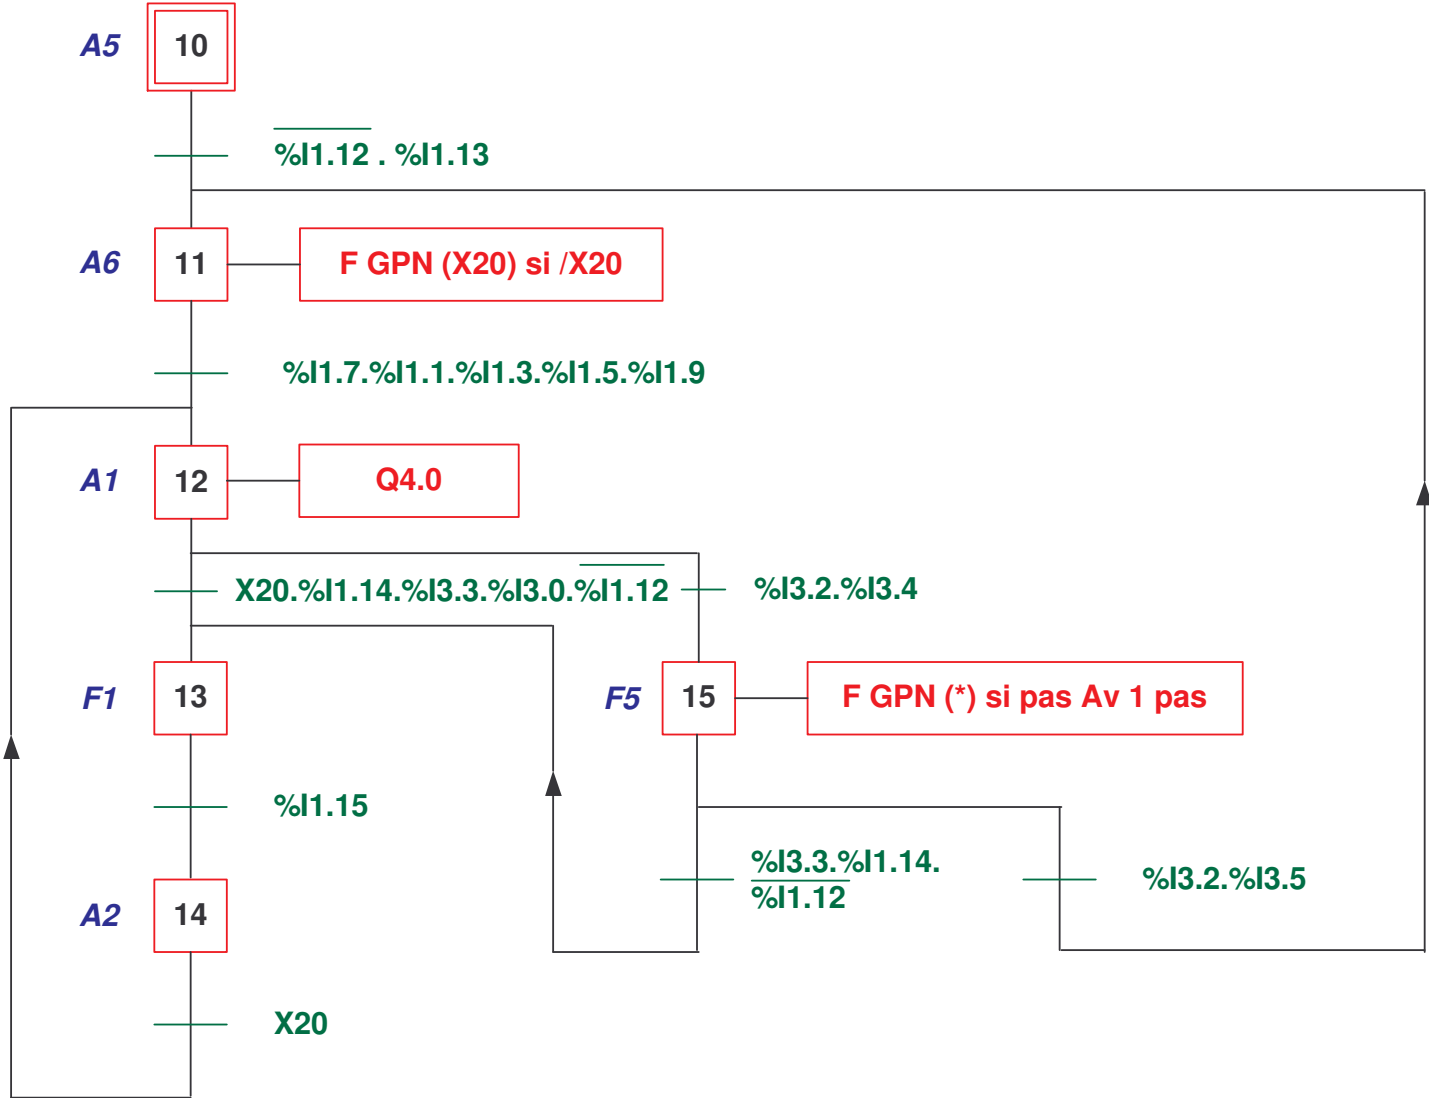 A5 10
%I1.12 . %I1.13
A6 11 F GPN (X20) si /X20
%I1.7.%I1.1.%I1.3.%I1.5.%I1.9
A1 12 Q4.0
X20.%I1.14.%I3.3.%I3.0.%I1.12 %I3.2.%I3.4
F1 13 F5 15 F GPN (*) si pas Av 1 pas
%I1.15
%I3.3.%I1.14.
%I1.12
%I3.2.%I3.5
A2 14
X20